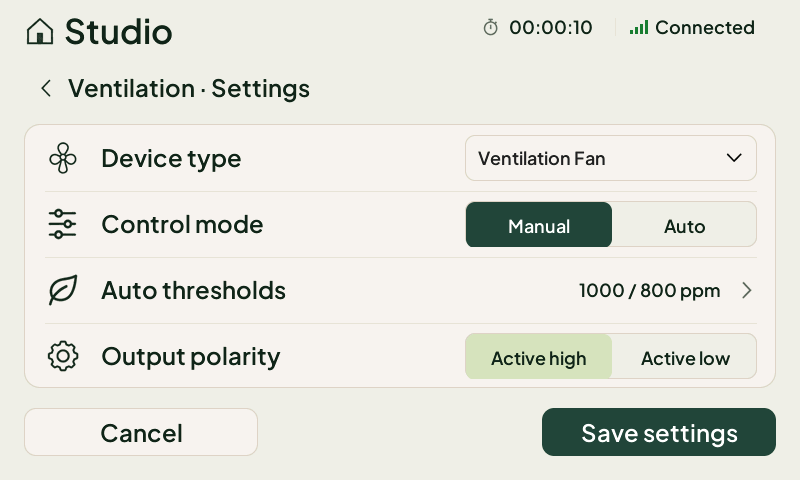 Studio
00:00:10
Connected
Ventilation · Settings
Device type
Ventilation Fan
Control mode
Manual
Auto
Auto thresholds
1000 / 800 ppm
Output polarity
Active high
Active low
Cancel
Save settings